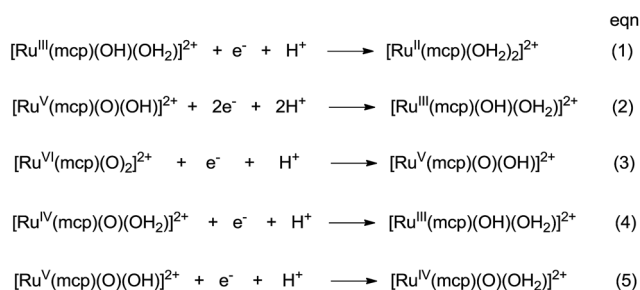 eqn
[Ru^III(mcp)(OH)(OH₂)]²⁺ + e⁻ + H⁺ ⟶ [Ru^II(mcp)(OH₂)₂]²⁺ (1)
[Ru^V(mcp)(O)(OH)]²⁺ + 2e⁻ + 2H⁺ ⟶ [Ru^III(mcp)(OH)(OH₂)]²⁺ (2)
[Ru^VI(mcp)(O)₂]²⁺ + e⁻ + H⁺ ⟶ [Ru^V(mcp)(O)(OH)]²⁺ (3)
[Ru^IV(mcp)(O)(OH₂)]²⁺ + e⁻ + H⁺ ⟶ [Ru^III(mcp)(OH)(OH₂)]²⁺ (4)
[Ru^V(mcp)(O)(OH)]²⁺ + e⁻ + H⁺ ⟶ [Ru^IV(mcp)(O)(OH₂)]²⁺ (5)